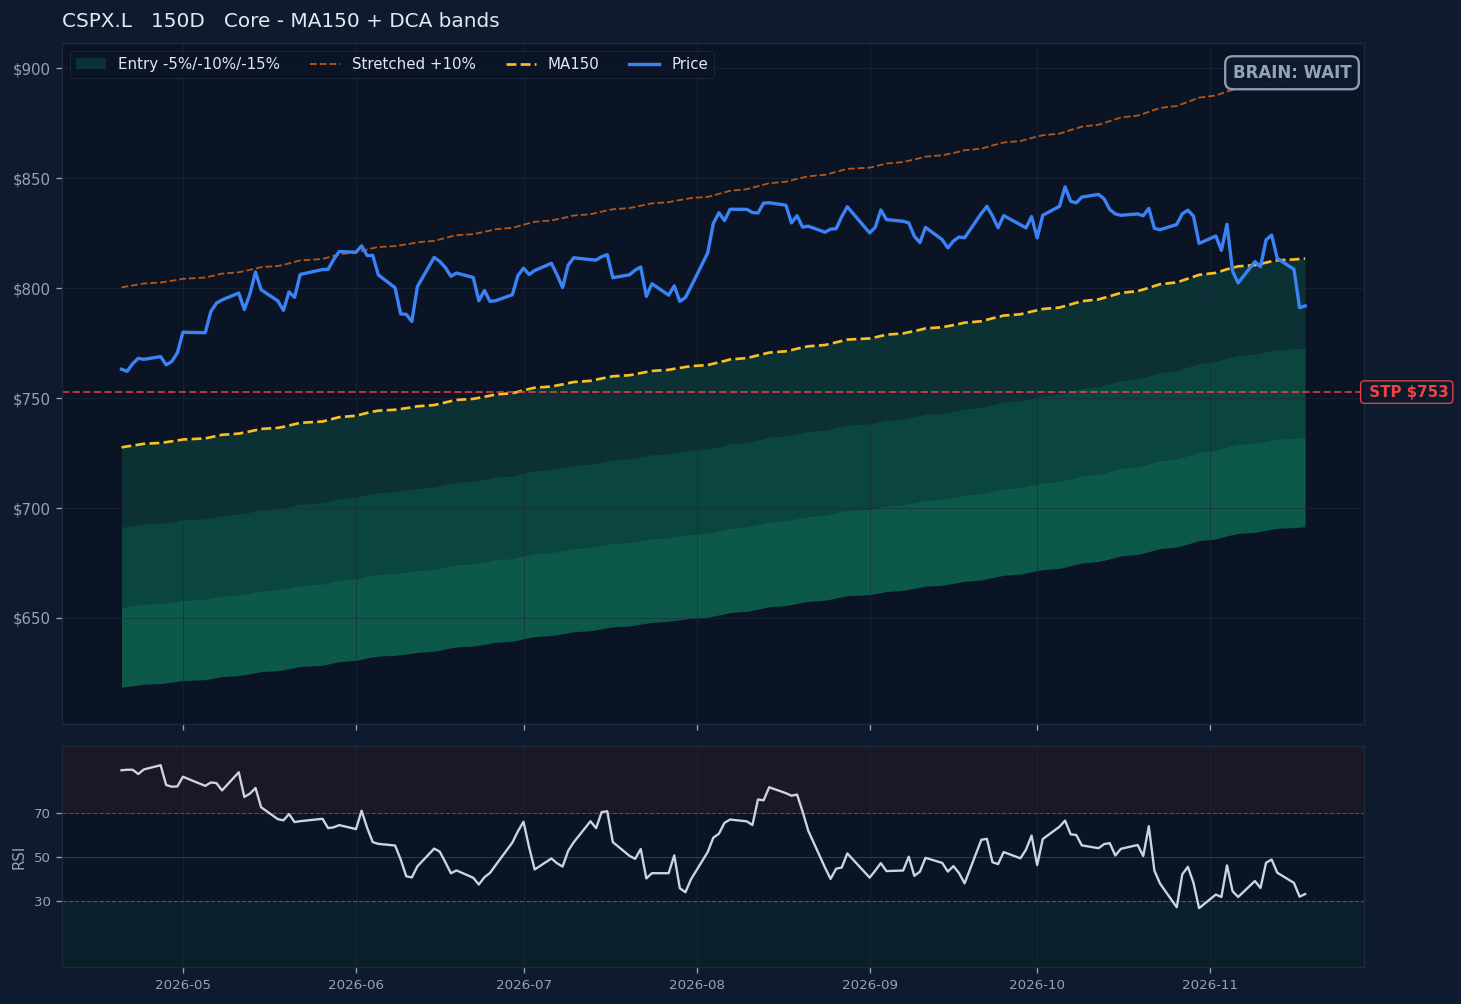 CSPX.L 150D Core - MA150 + DCA bands
Entry -5%/-10%/-15% Stretched +10% MA150 Price
BRAIN: WAIT
$900
$850
$800
$750
$700
$650
STP $753
RSI
70
50
30
2026-05 2026-06 2026-07 2026-08 2026-09 2026-10 2026-11